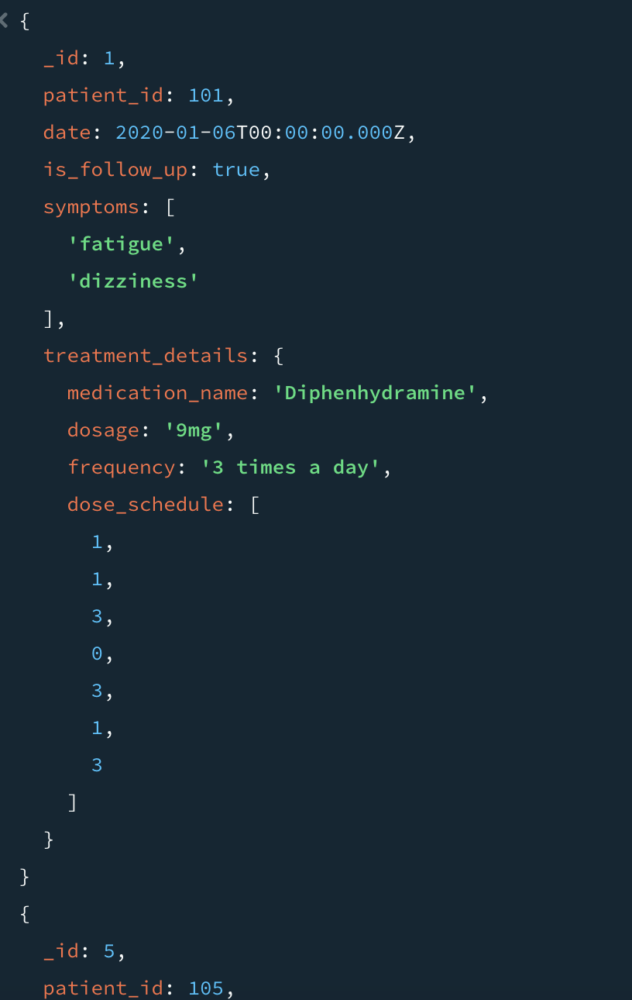 {
  _id: 1,
  patient_id: 101,
  date: 2020-01-06T00:00:00.000Z,
  is_follow_up: true,
  symptoms: [
    'fatigue',
    'dizziness'
  ],
  treatment_details: {
    medication_name: 'Diphenhydramine',
    dosage: '9mg',
    frequency: '3 times a day',
    dose_schedule: [
      1,
      1,
      3,
      0,
      3,
      1,
      3
    ]
  }
}
{
  _id: 5,
  patient_id: 105,